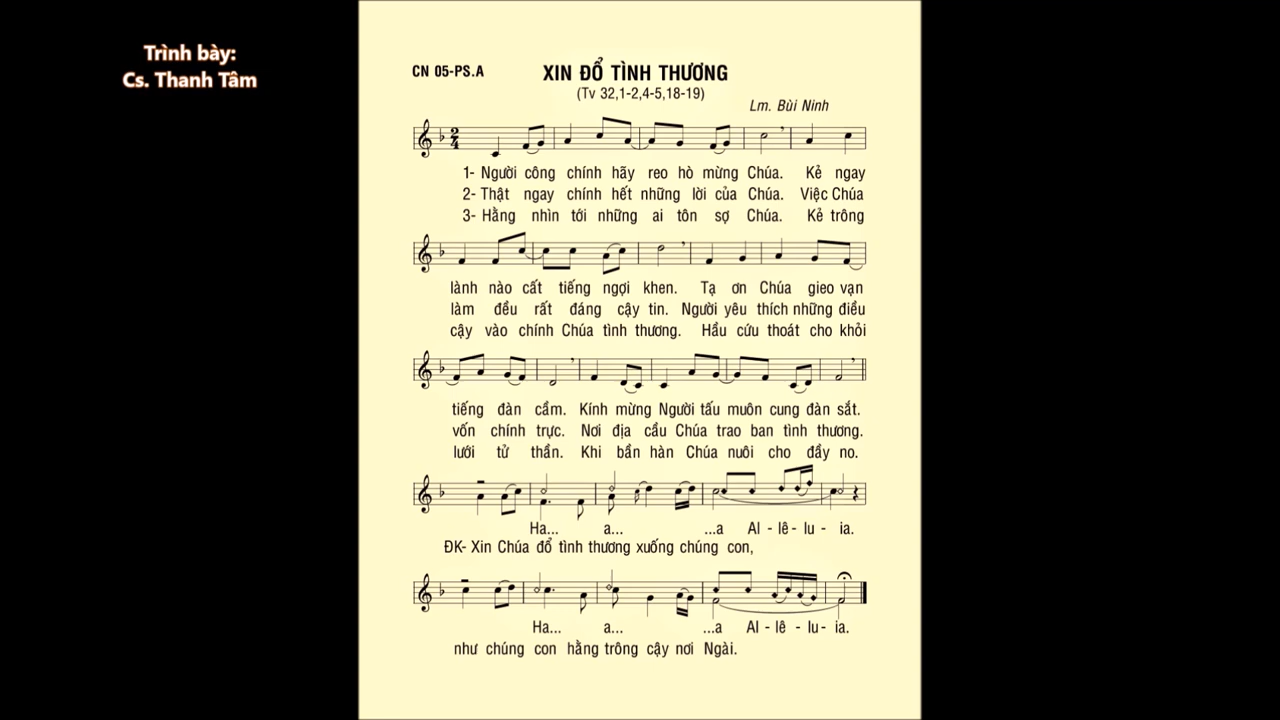 Trình bày:
Cs. Thanh Tâm
CN 05-PS.A
XIN ĐỔ TÌNH THƯƠNG
(Tv 32,1-2,4-5,18-19)
Lm. Bùi Ninh
2
4
1- Người công chính hãy reo hò mừng Chúa. Kẻ ngay
2- Thật ngay chính hết những lời của Chúa. Việc Chúa
3- Hằng nhìn tới những ai tôn sợ Chúa. Kẻ trông
lành nào cất tiếng ngợi khen. Tạ ơn Chúa gieo vạn
làm đều rất đáng cậy tin. Người yêu thích những điều
cậy vào chính Chúa tình thương. Hầu cứu thoát cho khỏi
tiếng đàn cầm. Kính mừng Người tấu muôn cung đàn sắt.
vốn chính trực. Nơi địa cầu Chúa trao ban tình thương.
lưới tử thần. Khi bần hàn Chúa nuôi cho đầy no.
Ha... a... ...a Al - lê - lu - ia.
ĐK- Xin Chúa đổ tình thương xuống chúng con,
Ha... a... ...a Al - lê - lu - ia.
như chúng con hằng trông cậy nơi Ngài.